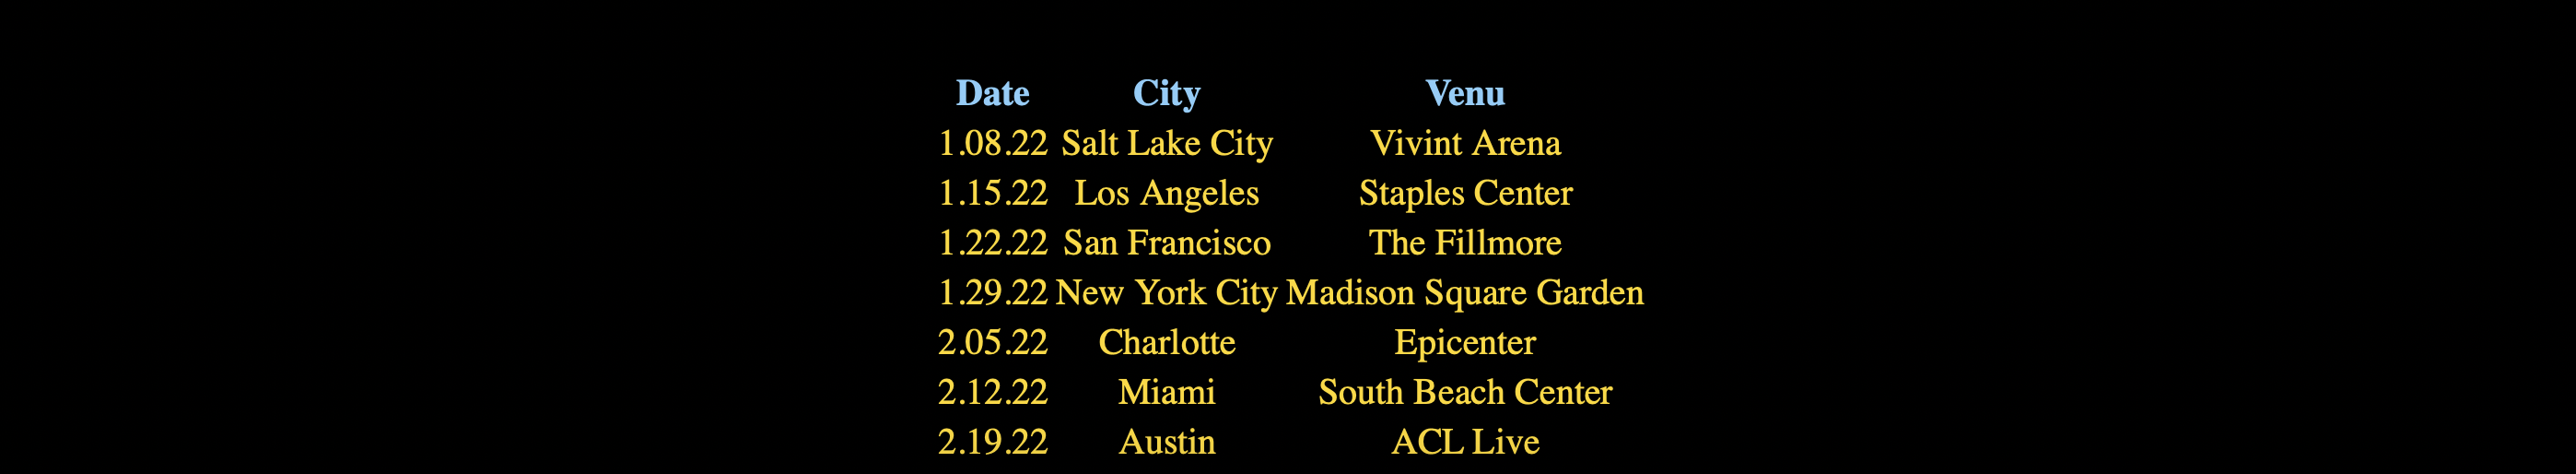 Date City Venu
1.08.22 Salt Lake City Vivint Arena
1.15.22 Los Angeles Staples Center
1.22.22 San Francisco The Fillmore
1.29.22 New York City Madison Square Garden
2.05.22 Charlotte Epicenter
2.12.22 Miami South Beach Center
2.19.22 Austin ACL Live